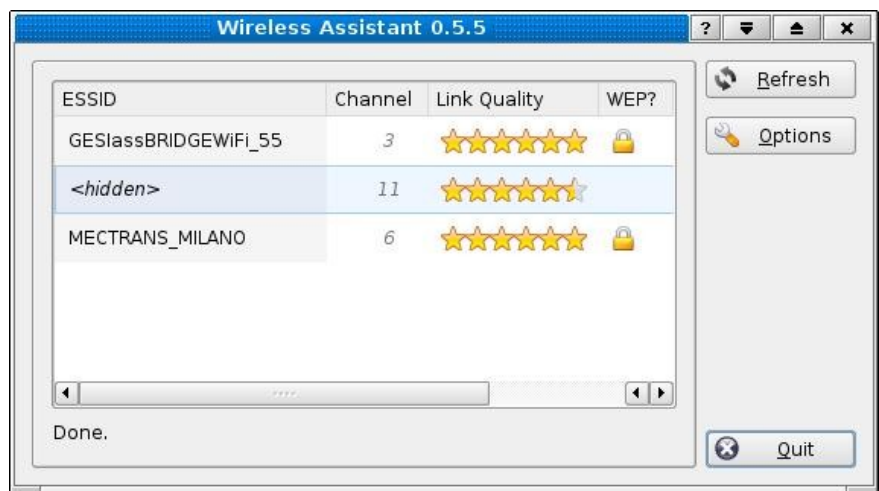 Wireless Assistant 0.5.5 ?
ESSID Channel Link Quality WEP?
GESlassBRIDGEWiFi_55 3
<hidden> 11
MECTRANS_MILANO 6
Done.
Refresh
Options
Quit